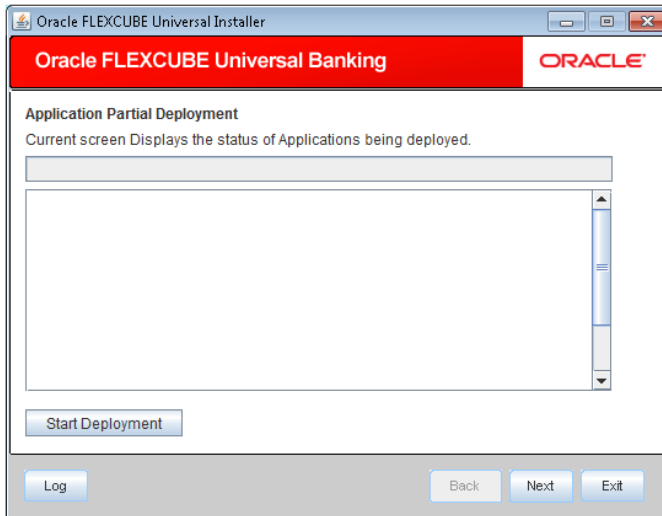 Oracle FLEXCUBE Universal Installer
Oracle FLEXCUBE Universal Banking
ORACLE
Application Partial Deployment
Current screen Displays the status of Applications being deployed.
Start Deployment
Log
Back
Next
Exit